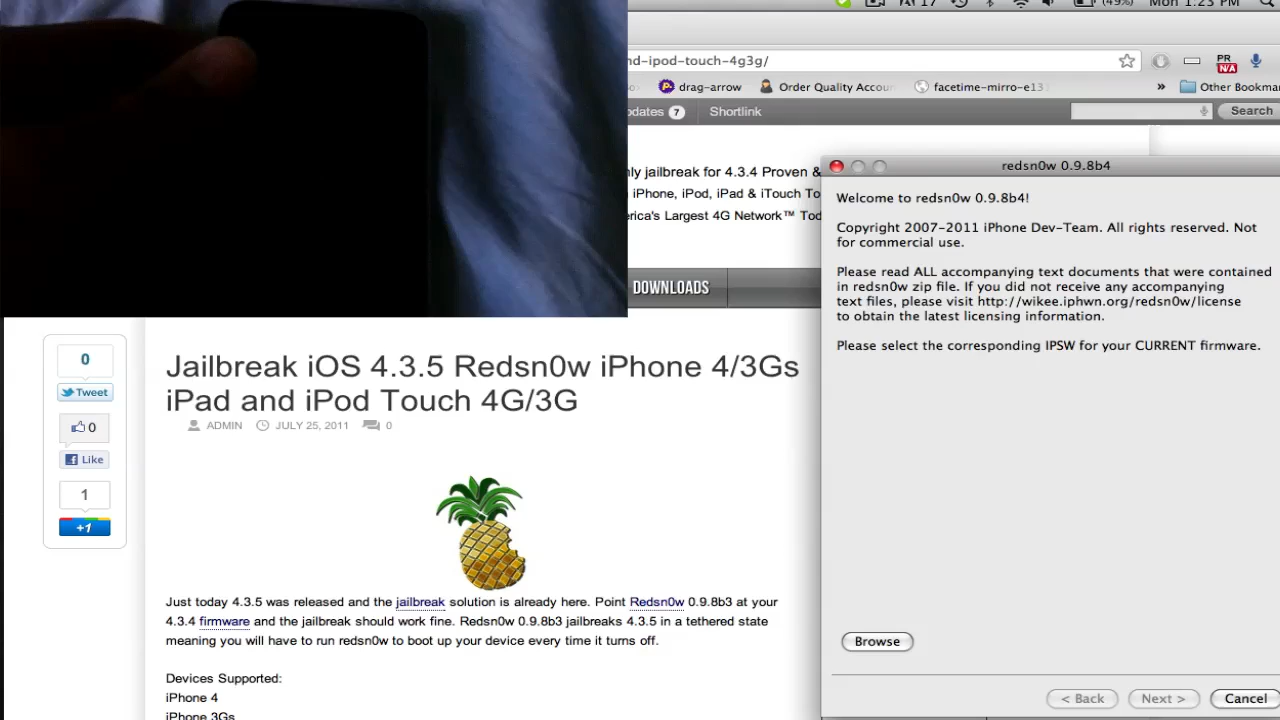 (49%) Mon 1:23 PM
nd-ipod-touch-4g3g/
PR
N/A
drag-arrow Order Quality Accou facetime-mirro-e13 » Other Bookma
pdates 7 Shortlink Search
nly jailbreak for 4.3.4 Proven &
iPhone, iPod, iPad & iTouch To
erica's Largest 4G Network™ Tod
DOWNLOADS
redsn0w 0.9.8b4
Welcome to redsn0w 0.9.8b4!
Copyright 2007-2011 iPhone Dev-Team. All rights reserved. Not
for commercial use.
Please read ALL accompanying text documents that were contained
in redsn0w zip file. If you did not receive any accompanying
text files, please visit http://wikee.iphwn.org/redsn0w/license
to obtain the latest licensing information.
Please select the corresponding IPSW for your CURRENT firmware.
Browse
< Back Next > Cancel
0
Tweet
0
Like
1
+1
Jailbreak iOS 4.3.5 Redsn0w iPhone 4/3Gs
iPad and iPod Touch 4G/3G
ADMIN JULY 25, 2011 0
Just today 4.3.5 was released and the jailbreak solution is already here. Point Redsn0w 0.9.8b3 at your
4.3.4 firmware and the jailbreak should work fine. Redsn0w 0.9.8b3 jailbreaks 4.3.5 in a tethered state
meaning you will have to run redsn0w to boot up your device every time it turns off.
Devices Supported:
iPhone 4
iPhone 3Gs